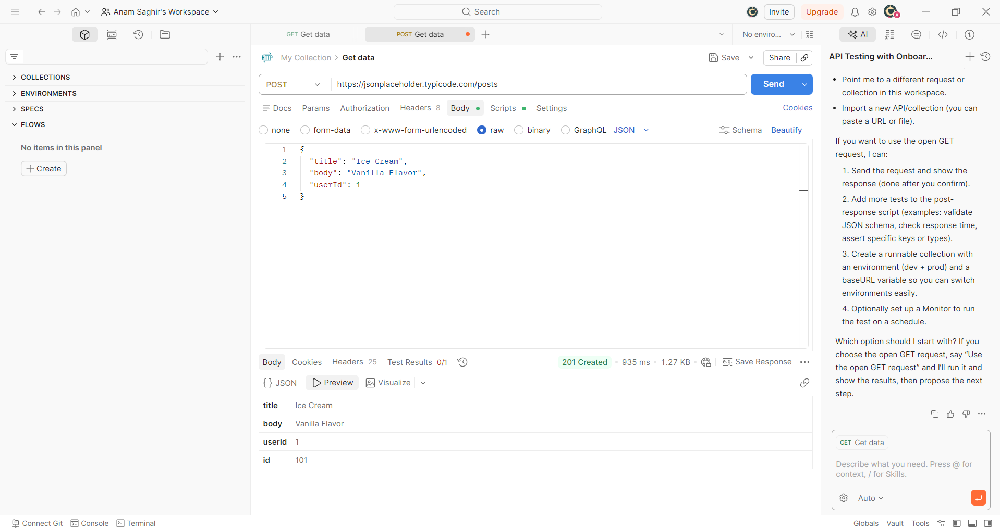 Anam Saghir's Workspace
Search
Invite
Upgrade
A
GET Get data
POST Get data
No enviro...
AI
HTTP
My Collection > Get data
Save
Share
API Testing with Onboar...
COLLECTIONS
ENVIRONMENTS
SPECS
FLOWS
No items in this panel
Create
POST
https://jsonplaceholder.typicode.com/posts
Send
Docs
Params
Authorization
Headers 8
Body
Scripts
Settings
Cookies
none
form-data
x-www-form-urlencoded
raw
binary
GraphQL
JSON
Schema
Beautify
1 {
2 "title": "Ice Cream",
3 "body": "Vanilla Flavor",
4 "userId": 1
5 }
Body
Cookies
Headers 25
Test Results 0/1
201 Created
935 ms
1.27 KB
e.g. Save Response
{} JSON
Preview
Visualize
title Ice Cream
body Vanilla Flavor
userId 1
id 101
• Point me to a different request or
collection in this workspace.
• Import a new API/collection (you can
paste a URL or file).
If you want to use the open GET
request, I can:
1. Send the request and show the
response (done after you confirm).
2. Add more tests to the post-
response script (examples: validate
JSON schema, check response time,
assert specific keys or types).
3. Create a runnable collection with
an environment (dev + prod) and a
baseURL variable so you can switch
environments easily.
4. Optionally set up a Monitor to run
the test on a schedule.
Which option should I start with? If you
choose the open GET request, say “Use
the open GET request” and I’ll run it and
show the results, then propose the next
step.
GET Get data
Describe what you need. Press @ for
context, / for Skills.
Auto
Connect Git
Console
Terminal
Globals
Vault
Tools